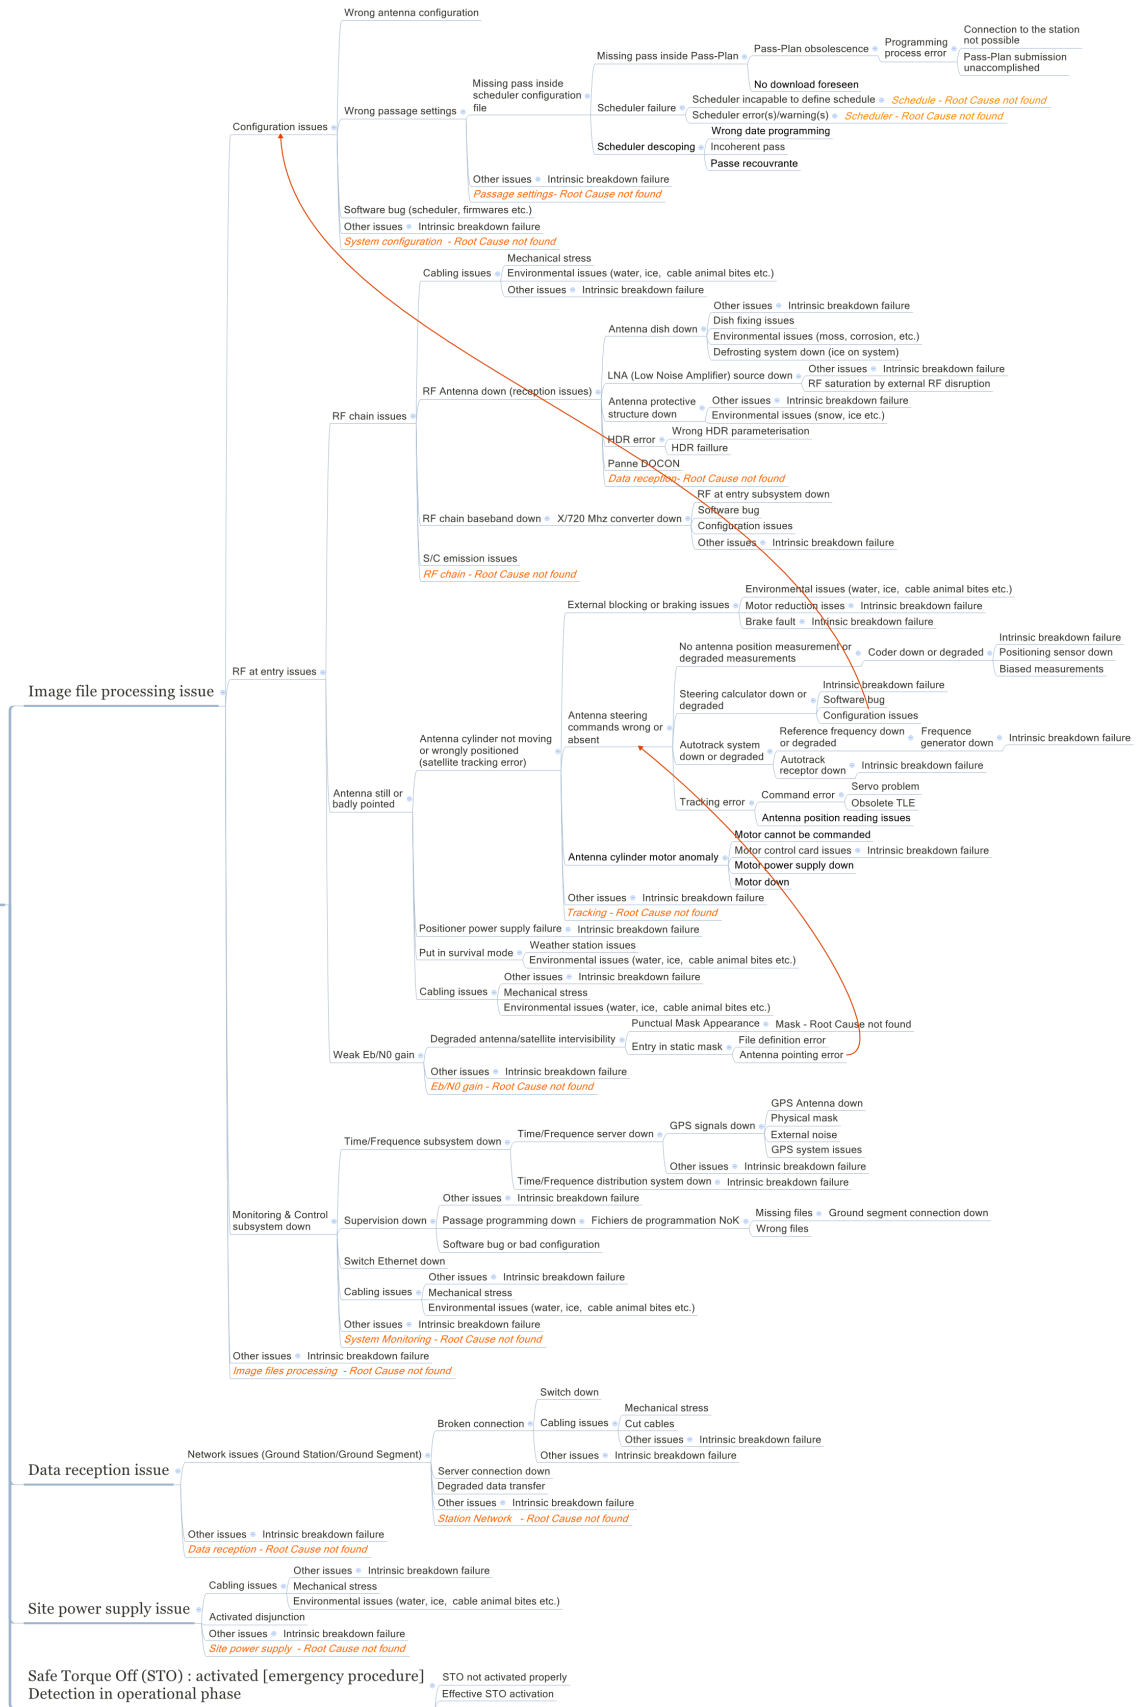 Wrong antenna configuration
Connection to the station
not possible
Programming
process error
Pass-Plan obsolescence
Missing pass inside Pass-Plan
Pass-Plan submission
unaccomplished
No download foreseen
Missing pass inside
scheduler configuration
file
Wrong passage settings
Scheduler failure
Scheduler incapable to define schedule
Schedule - Root Cause not found
Scheduler error(s)/warning(s)
Scheduler - Root Cause not found
Configuration issues
Scheduler descoping
Wrong date programming
Incoherent pass
Passe recouvrante
Other issues
Intrinsic breakdown failure
Passage settings- Root Cause not found
Software bug (scheduler, firmwares etc.)
Other issues
Intrinsic breakdown failure
System configuration - Root Cause not found
Cabling issues
Mechanical stress
Environmental issues (water, ice, cable animal bites etc.)
Other issues
Intrinsic breakdown failure
Antenna dish down
Other issues
Intrinsic breakdown failure
Dish fixing issues
Environmental issues (moss, corrosion, etc.)
Defrosting system down (ice on system)
LNA (Low Noise Amplifier) source down
Other issues
Intrinsic breakdown failure
RF saturation by external RF disruption
RF Antenna down (reception issues)
Antenna protective
structure down
Other issues
Intrinsic breakdown failure
Environmental issues (snow, ice etc.)
RF chain issues
HDR error
Wrong HDR parameterisation
HDR faillure
Panne DOCON
Data reception- Root Cause not found
RF chain baseband down
X/720 Mhz converter down
RF at entry subsystem down
Software bug
Configuration issues
Other issues
Intrinsic breakdown failure
S/C emission issues
RF chain - Root Cause not found
External blocking or braking issues
Environmental issues (water, ice, cable animal bites etc.)
Motor reduction isses
Intrinsic breakdown failure
Brake fault
Intrinsic breakdown failure
RF at entry issues
No antenna position measurement or
degraded measurements
Coder down or degraded
Intrinsic breakdown failure
Positioning sensor down
Biased measurements
Image file processing issue
Steering calculator down or
degraded
Intrinsic breakdown failure
Software bug
Configuration issues
Antenna steering
commands wrong or
absent
Autotrack system
down or degraded
Reference frequency down
or degraded
Frequence
generator down
Intrinsic breakdown failure
Autotrack
receptor down
Intrinsic breakdown failure
Antenna cylinder not moving
or wrongly positioned
(satellite tracking error)
Antenna still or
badly pointed
Tracking error
Command error
Servo problem
Obsolete TLE
Antenna position reading issues
Antenna cylinder motor anomaly
Motor cannot be commanded
Motor control card issues
Intrinsic breakdown failure
Motor power supply down
Motor down
Other issues
Intrinsic breakdown failure
Tracking - Root Cause not found
Positioner power supply failure
Intrinsic breakdown failure
Put in survival mode
Weather station issues
Environmental issues (water, ice, cable animal bites etc.)
Cabling issues
Other issues
Intrinsic breakdown failure
Mechanical stress
Environmental issues (water, ice, cable animal bites etc.)
Weak Eb/N0 gain
Degraded antenna/satellite intervisibility
Punctual Mask Appearance
Mask - Root Cause not found
Entry in static mask
File definition error
Antenna pointing error
Other issues
Intrinsic breakdown failure
Eb/N0 gain - Root Cause not found
Time/Frequence subsystem down
Time/Frequence server down
GPS signals down
GPS Antenna down
Physical mask
External noise
GPS system issues
Other issues
Intrinsic breakdown failure
Time/Frequence distribution system down
Intrinsic breakdown failure
Monitoring & Control
subsystem down
Supervision down
Other issues
Intrinsic breakdown failure
Passage programming down
Fichiers de programmation NoK
Missing files
Ground segment connection down
Wrong files
Software bug or bad configuration
Switch Ethernet down
Cabling issues
Other issues
Intrinsic breakdown failure
Mechanical stress
Environmental issues (water, ice, cable animal bites etc.)
Other issues
Intrinsic breakdown failure
System Monitoring - Root Cause not found
Other issues
Intrinsic breakdown failure
Image files processing - Root Cause not found
Data reception issue
Network issues (Ground Station/Ground Segment)
Broken connection
Switch down
Cabling issues
Mechanical stress
Cut cables
Other issues
Intrinsic breakdown failure
Other issues
Intrinsic breakdown failure
Server connection down
Degraded data transfer
Other issues
Intrinsic breakdown failure
Station Network - Root Cause not found
Other issues
Intrinsic breakdown failure
Data reception - Root Cause not found
Site power supply issue
Cabling issues
Other issues
Intrinsic breakdown failure
Mechanical stress
Environmental issues (water, ice, cable animal bites etc.)
Activated disjunction
Other issues
Intrinsic breakdown failure
Site power supply - Root Cause not found
Safe Torque Off (STO) : activated [emergency procedure]
Detection in operational phase
STO not activated properly
Effective STO activation